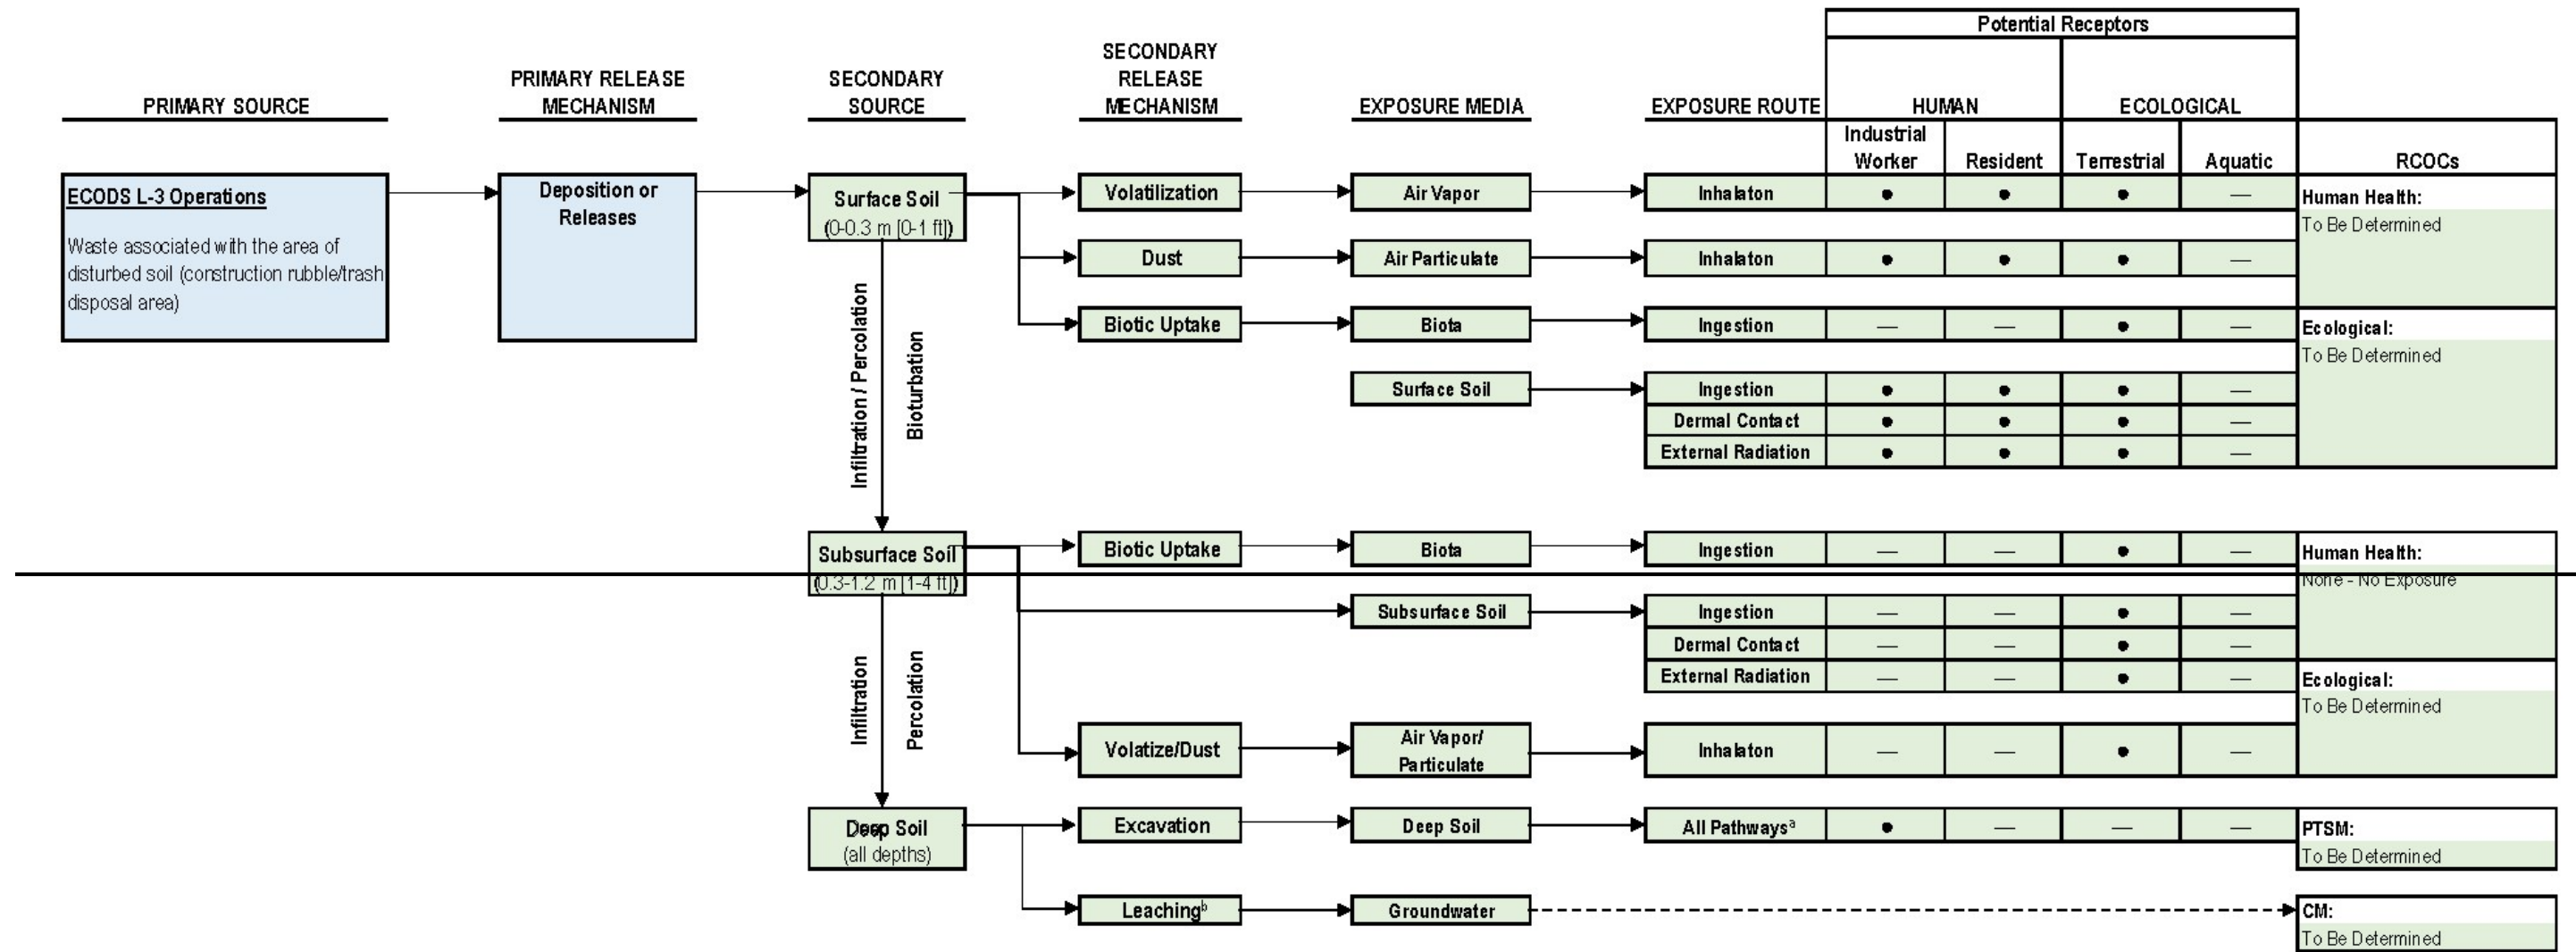 Potential Receptors
PRIMARY SOURCE
PRIMARY RELEASE
MECHANISM
SECONDARY
SOURCE
SECONDARY
RELEASE
MECHANISM
EXPOSURE MEDIA
EXPOSURE ROUTE
HUMAN
ECOLOGICAL
Industrial
Worker
Resident
Terrestrial
Aquatic
RCOCs
ECODS L-3 Operations
Waste associated with the area of
disturbed soil (construction rubble/trash
disposal area)
Deposition or
Releases
Surface Soil
(0-0.3 m [0-1 ft])
Volatilization
Air Vapor
Inhalaton
● ● ● —
Dust
Air Particulate
Inhalaton
● ● ● —
Biotic Uptake
Biota
Ingestion
— — ● —
Surface Soil
Ingestion
● ● ● —
Dermal Contact
● ● ● —
External Radiation
● ● ● —
Human Health:
To Be Determined
Ecological:
To Be Determined
Infiltration / Percolation
Bioturbation
Subsurface Soil
(0.3-1.2 m [1-4 ft])
Biotic Uptake
Biota
Ingestion
— — ● —
Subsurface Soil
Ingestion
— — ● —
Dermal Contact
— — ● —
External Radiation
— — ● —
Volatize/Dust
Air Vapor/
Particulate
Inhalaton
— — ● —
Human Health:
None - No Exposure
Ecological:
To Be Determined
Infiltration
Percolation
Deep Soil
(all depths)
Excavation
Deep Soil
All Pathwaysᵃ
● — — —
PTSM:
To Be Determined
Leachingᵇ
Groundwater
CM:
To Be Determined